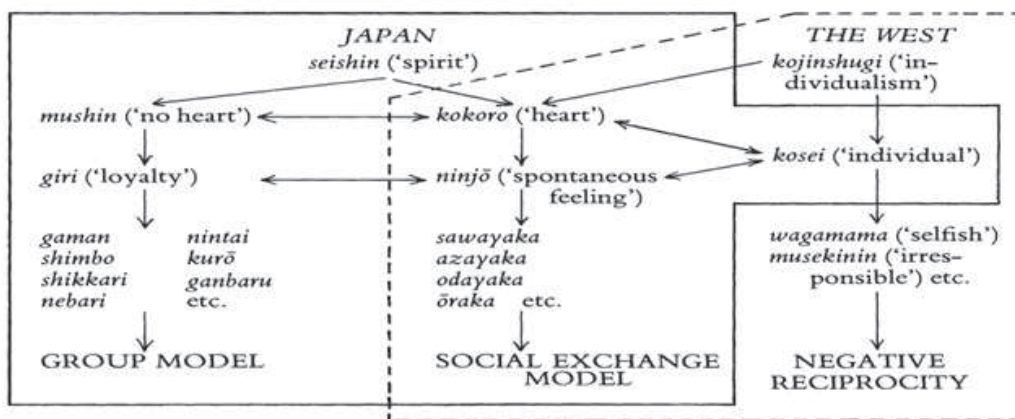 JAPAN
seishin (‘spirit’)
THE WEST
kojinshugi (‘in-
dividualism’)
mushin (‘no heart’)
kokoro (‘heart’)
kosei (‘individual’)
giri (‘loyalty’)
ninjō (‘spontaneous
feeling’)
gaman nintai
shimbo kurō
shikkari ganbaru
nebari etc.
sawayaka
azayaka
odayaka
ōraka etc.
wagamama (‘selfish’)
musekinin (‘irres-
ponsible’) etc.
GROUP MODEL
SOCIAL EXCHANGE
MODEL
NEGATIVE
RECIPROCITY